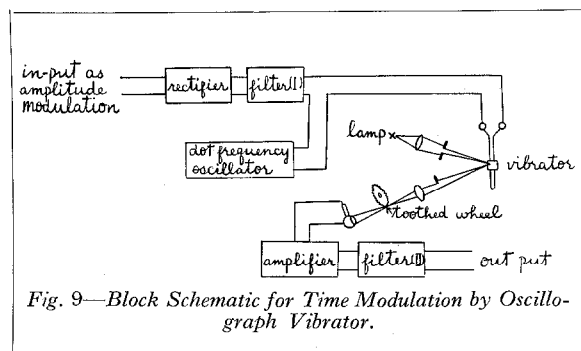 in-put as
amplitude
modulation
rectifier
filter(I)
dot frequency
oscillator
lamp
vibrator
toothed wheel
amplifier
filter(II)
out put
Fig. 9—Block Schematic for Time Modulation by Oscillo-
graph Vibrator.